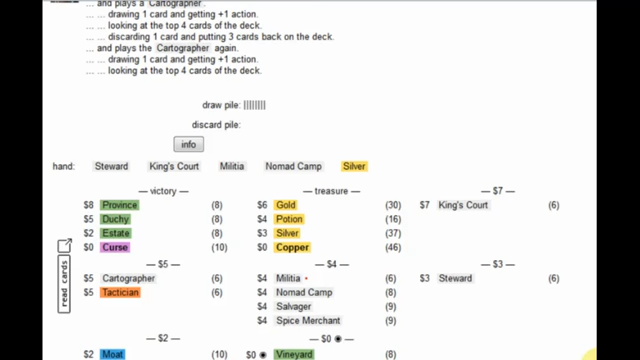 ... and plays a Cartographer.
... ... drawing 1 card and getting +1 action.
... ... looking at the top 4 cards of the deck.
... ... discarding 1 card and putting 3 cards back on the deck.
... and plays the Cartographer again.
... ... drawing 1 card and getting +1 action.
... ... looking at the top 4 cards of the deck.
draw pile: ||||||||
discard pile:
info
hand: Steward King's Court Militia Nomad Camp Silver
— victory — — treasure — — $7 —
$8 Province (8) $6 Gold (30) $7 King's Court (6)
$5 Duchy (8) $4 Potion (16)
$2 Estate (8) $3 Silver (37)
$0 Curse (10) $0 Copper (46)
read cards
— $5 — — $4 — — $3 —
$5 Cartographer (6) $4 Militia (6) $3 Steward (6)
$5 Tactician (6) $4 Nomad Camp (8)
$4 Salvager (9)
$4 Spice Merchant (9)
— $2 — — $0 ◉ —
$2 Moat (10) $0 ◉ Vineyard (8)